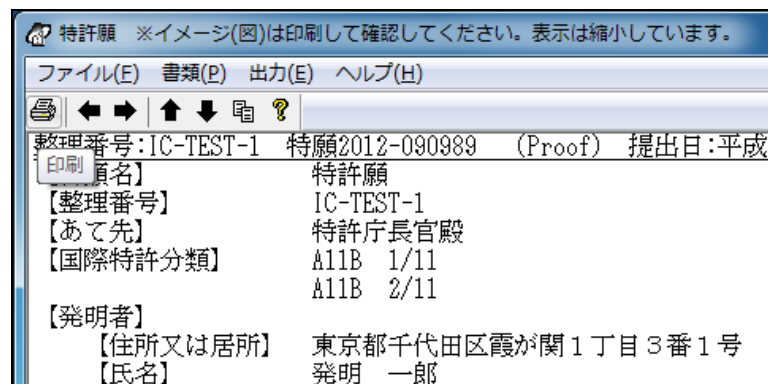 特許願 ※イメージ(図)は印刷して確認してください。表示は縮小しています。
ファイル(F) 書類(P) 出力(E) ヘルプ(H)
整理番号:IC-TEST-1 特願2012-090989 (Proof) 提出日:平成
印刷
願名】 特許願
【整理番号】 IC-TEST-1
【あて先】 特許庁長官殿
【国際特許分類】 A11B 1/11
A11B 2/11
【発明者】
【住所又は居所】 東京都千代田区霞が関1丁目3番1号
【氏名】 発明 一郎